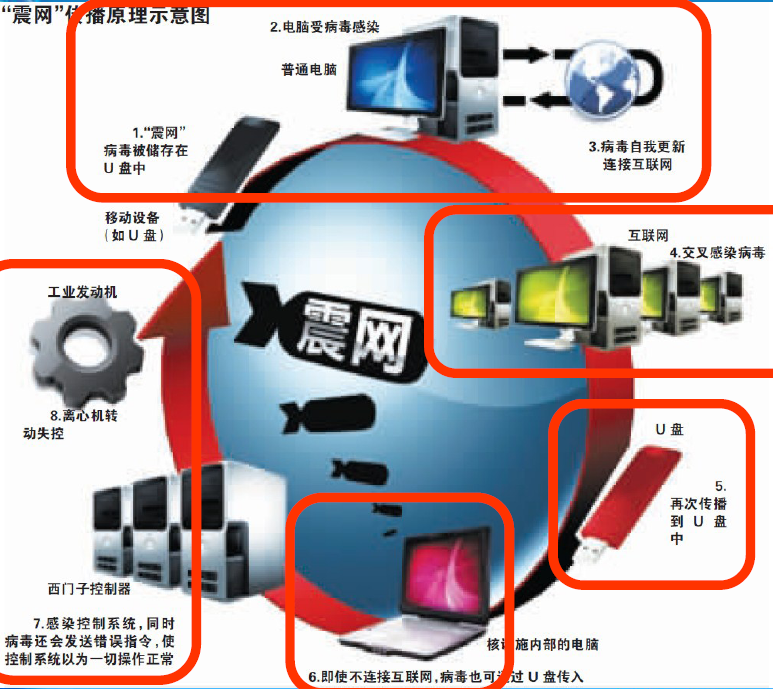 “震网”传播原理示意图
2.电脑受病毒感染
普通电脑
1.“震网”
病毒被储存在
U盘中
3.病毒自我更新
连接互联网
移动设备
(如U盘)
互联网
4.交叉感染病毒
工业发动机
震网
8.离心机转
动失控
U盘
5.
再次传播
到U盘
中
西门子控制器
7.感染控制系统,同时
病毒还会发送错误指令,使
控制系统以为一切操作正常
核设施内部的电脑
6.即使不连接互联网,病毒也可通过U盘传入